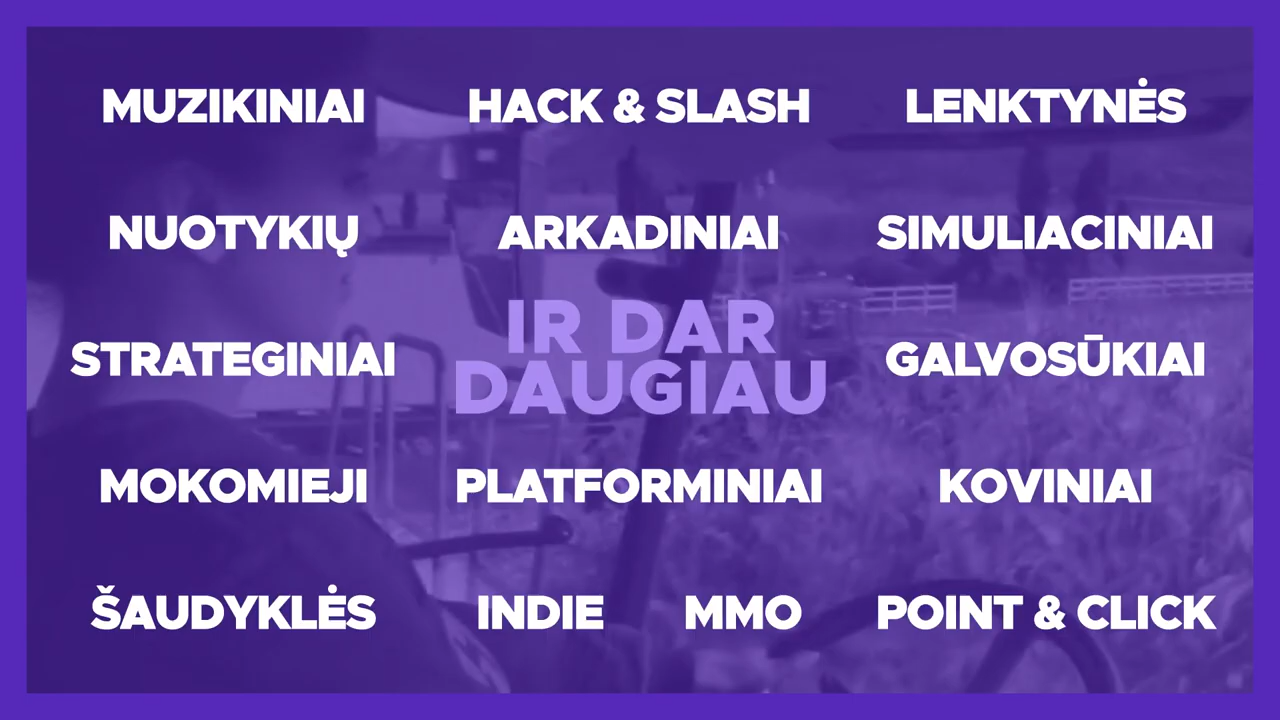 MUZIKINIAI
HACK & SLASH
LENKTYNĖS
NUOTYKIŲ
ARKADINIAI
SIMULIACINIAI
STRATEGINIAI
IR DAR
DAUGIAU
GALVOSŪKIAI
MOKOMIEJI
PLATFORMINIAI
KOVINIAI
ŠAUDYKLĖS
INDIE
MMO
POINT & CLICK